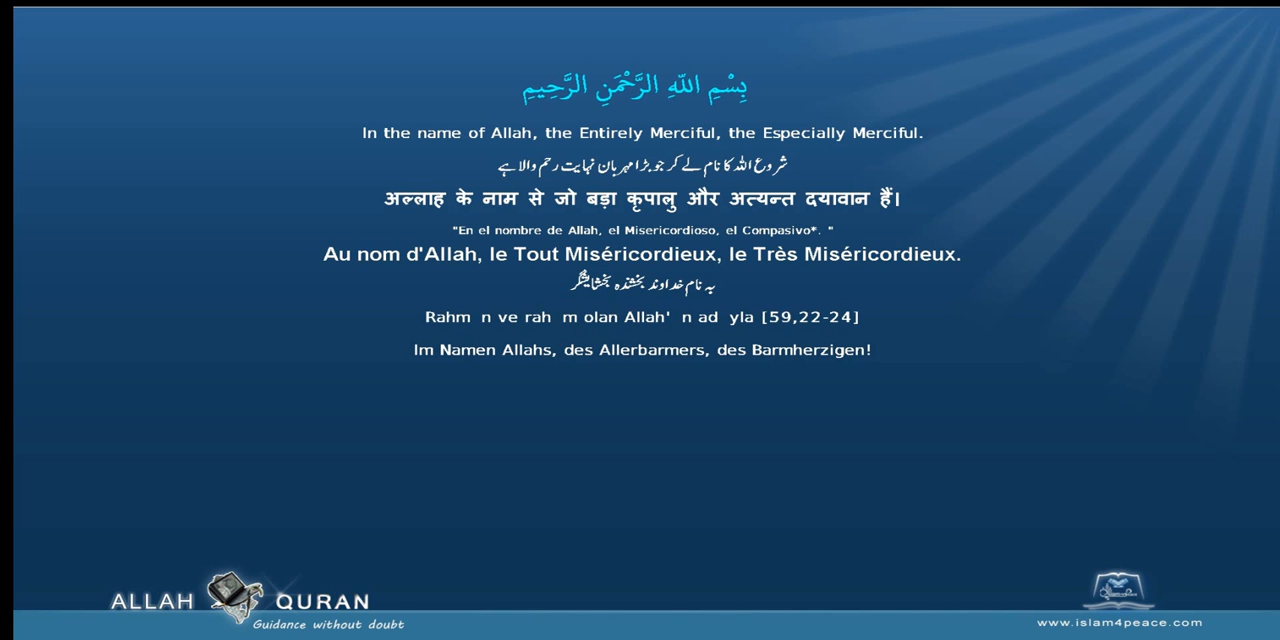 بِسْمِ اللَّهِ الرَّحْمَنِ الرَّحِيمِ
In the name of Allah, the Entirely Merciful, the Especially Merciful.
شروع اللہ کا نام لے کر جو بڑا مہربان نہایت رحم والا ہے
अल्लाह के नाम से जो बड़ा कृपालु और अत्यन्त दयावान हैं।
"En el nombre de Allah, el Misericordioso, el Compasivo*. "
Au nom d'Allah, le Tout Miséricordieux, le Très Miséricordieux.
به نام خداوند بخشنده بخشایشگر
Rahm n ve rah m olan Allah' n ad yla [59,22-24]
Im Namen Allahs, des Allerbarmers, des Barmherzigen!
ALLAH QURAN
Guidance without doubt
www.islam4peace.com